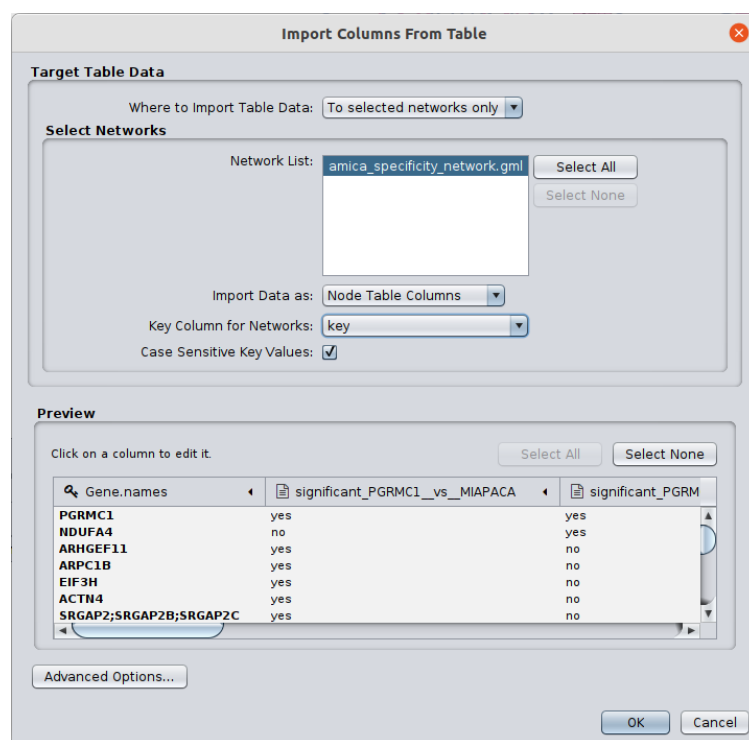 Import Columns From Table
Target Table Data
Where to Import Table Data: To selected networks only
Select Networks
Network List: amica_specificity_network.gml Select All
Select None
Import Data as: Node Table Columns
Key Column for Networks: key
Case Sensitive Key Values:
Preview
Click on a column to edit it. Select All Select None
Gene.names significant_PGRMC1__vs__MIAPACA significant_PGRM
PGRMC1 yes yes
NDUFA4 no yes
ARHGEF11 yes no
ARPC1B yes no
EIF3H yes no
ACTN4 yes no
SRGAP2;SRGAP2B;SRGAP2C yes no
Advanced Options...
OK Cancel